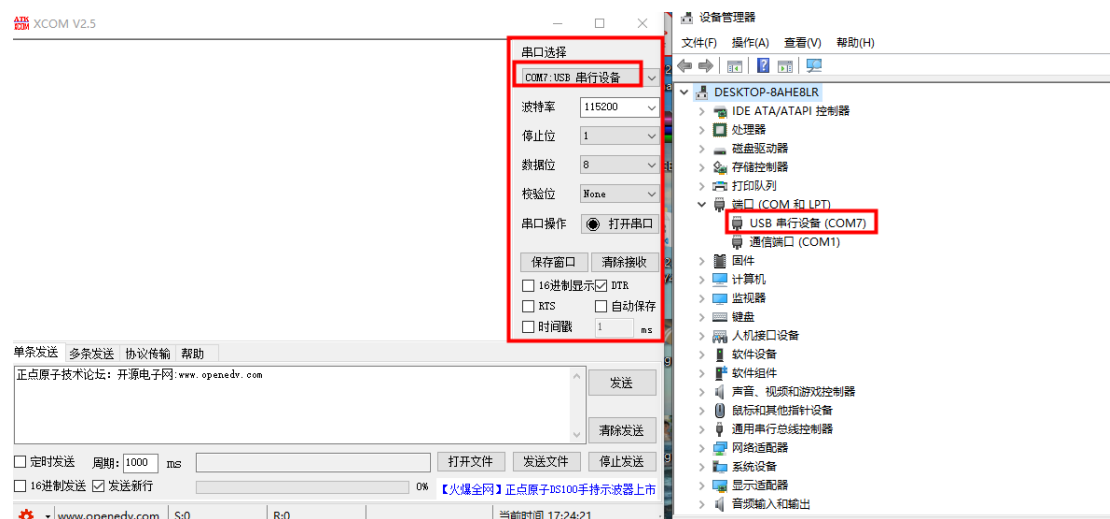 ATK
XCOM
XCOM V2.5
串口选择
COM7:USB 串行设备
波特率
115200
停止位
1
数据位
8
校验位
None
串口操作
打开串口
保存窗口
清除接收
16进制显示
DTR
RTS
自动保存
时间戳
1
ms
单条发送
多条发送
协议传输
帮助
正点原子技术论坛：开源电子网:www.openedv.com
发送
清除发送
定时发送
周期:
1000
ms
打开文件
发送文件
停止发送
16进制发送
发送新行
0%
【火爆全网】正点原子DS100手持示波器上市
www.openedv.com
S:0
R:0
当前时间 17:24:21
设备管理器
文件(F)
操作(A)
查看(V)
帮助(H)
DESKTOP-8AHE8LR
IDE ATA/ATAPI 控制器
处理器
磁盘驱动器
存储控制器
打印队列
端口 (COM 和 LPT)
USB 串行设备 (COM7)
通信端口 (COM1)
固件
计算机
监视器
键盘
人机接口设备
软件设备
软件组件
声音、视频和游戏控制器
鼠标和其他指针设备
通用串行总线控制器
网络适配器
系统设备
显示适配器
音频输入和输出